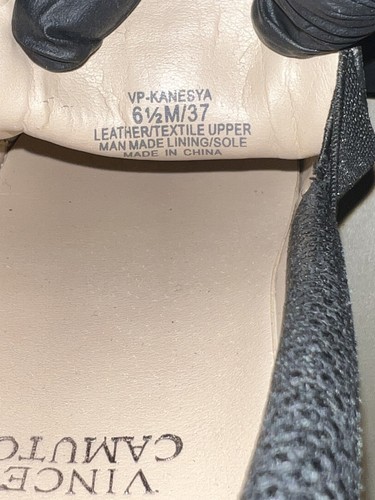 VP-KANESYA
6½M/37
LEATHER/TEXTILE UPPER
MAN MADE LINING/SOLE
MADE IN CHINA
VINCE
CAMUTO